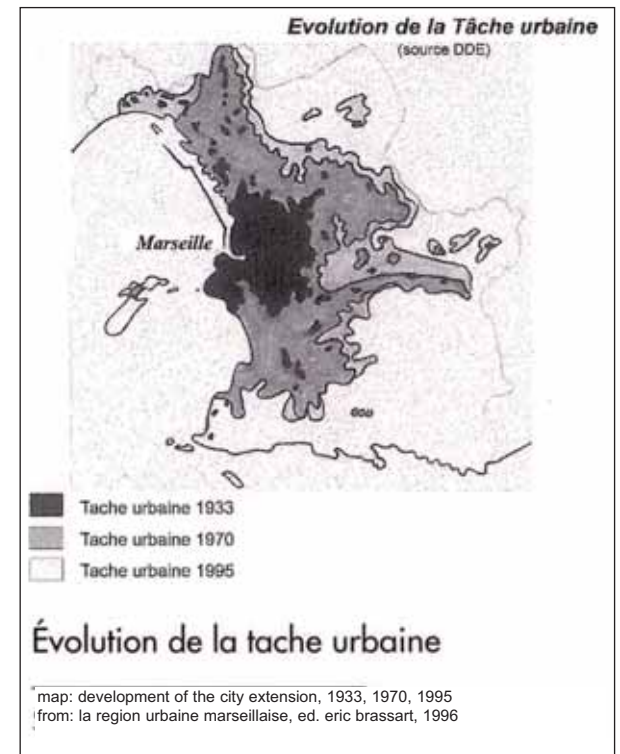 Evolution de la Tâche urbaine
(source DDE)
Marseille
Tache urbaine 1933
Tache urbaine 1970
Tache urbaine 1995
Évolution de la tache urbaine
map: development of the city extension, 1933, 1970, 1995
from: la region urbaine marseillaise, ed. eric brassart, 1996